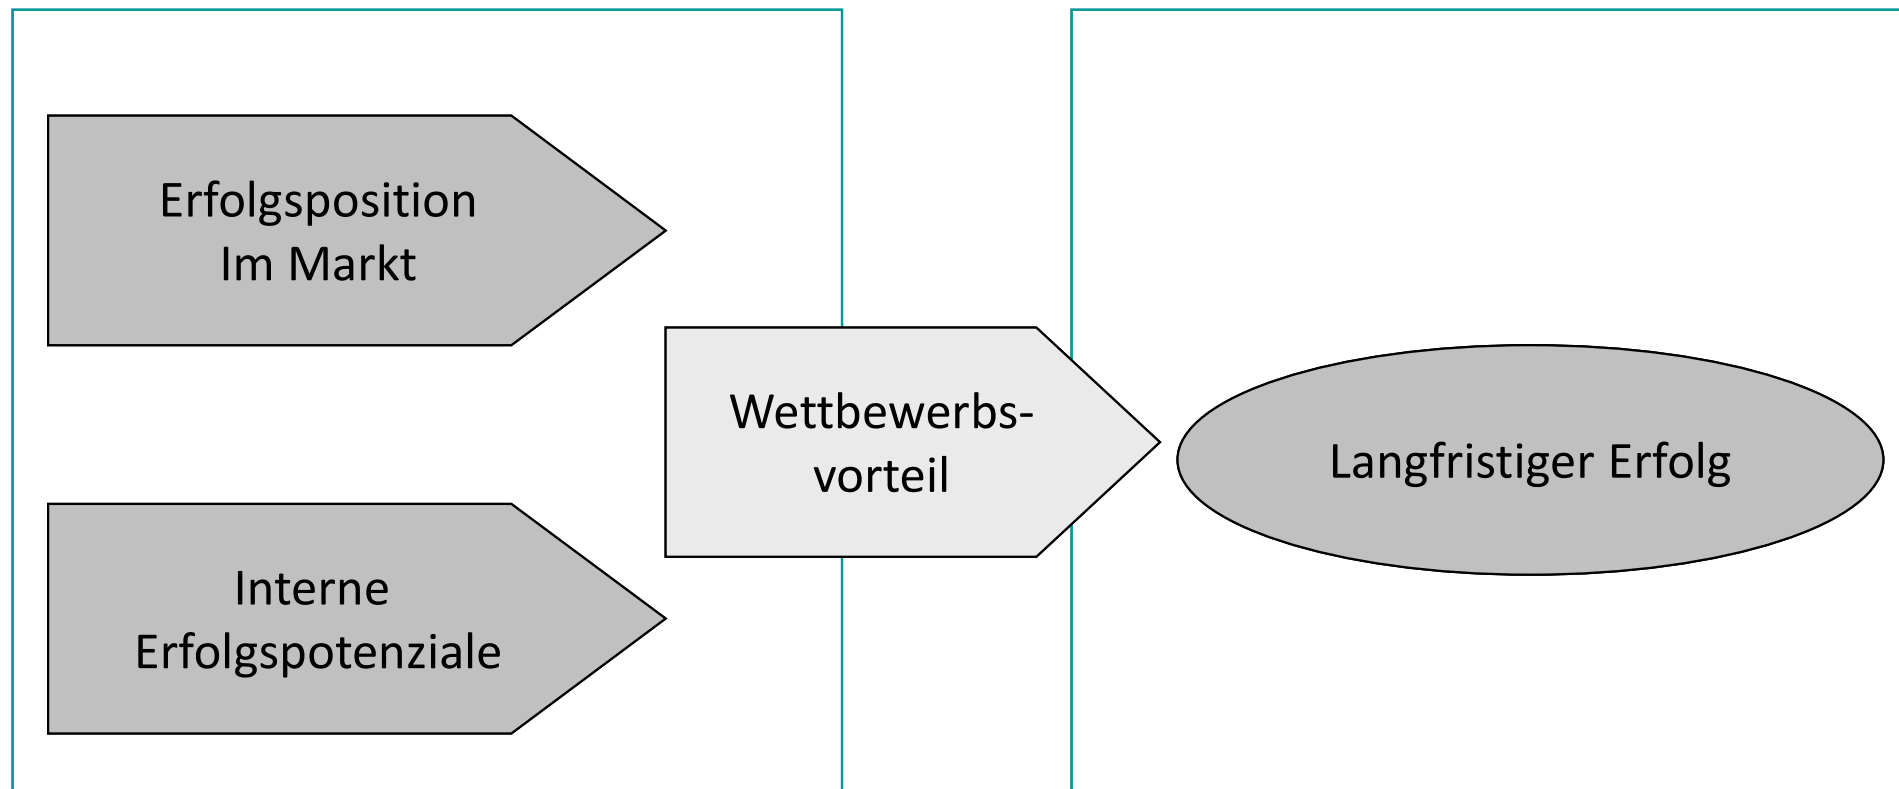 Erfolgsposition
Im Markt
Wettbewerbs-
vorteil
Langfristiger Erfolg
Interne
Erfolgspotenziale